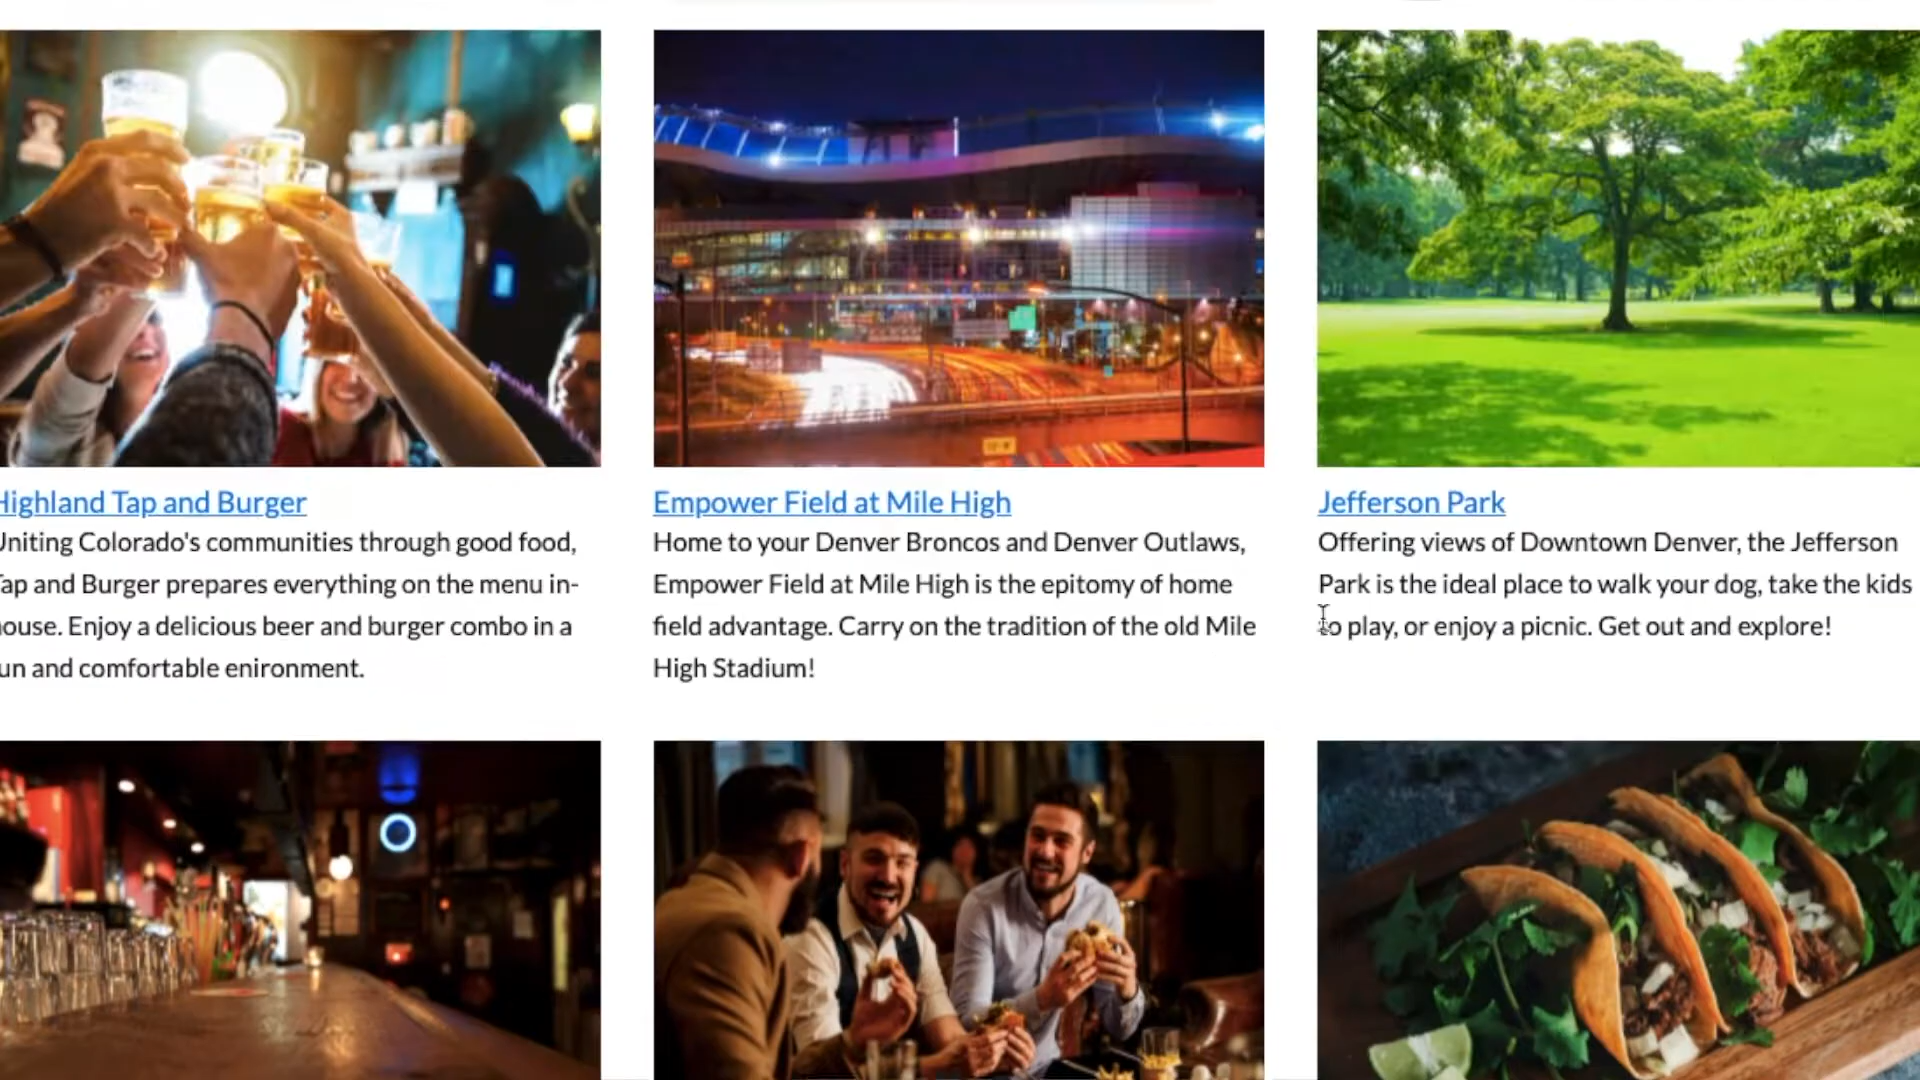 Highland Tap and Burger
Uniting Colorado's communities through good food,
Tap and Burger prepares everything on the menu in-
house. Enjoy a delicious beer and burger combo in a
fun and comfortable enironment.
Empower Field at Mile High
Home to your Denver Broncos and Denver Outlaws,
Empower Field at Mile High is the epitomy of home
field advantage. Carry on the tradition of the old Mile
High Stadium!
Jefferson Park
Offering views of Downtown Denver, the Jefferson
Park is the ideal place to walk your dog, take the kids
to play, or enjoy a picnic. Get out and explore!